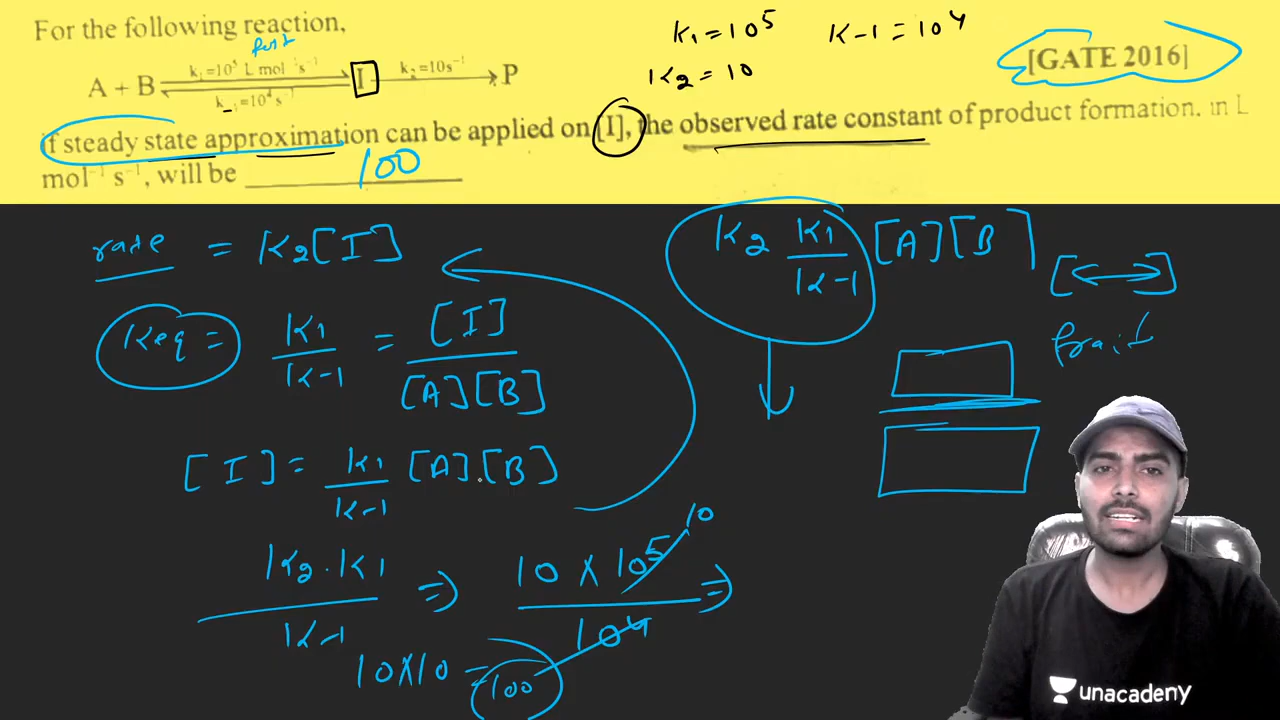 For the following reaction,
fast
k₁=10⁵ L mol⁻¹s⁻¹ k₂=10s⁻¹
A + B I P
k₋₁=10⁴ s⁻¹
K₁ = 10⁵ K-1 = 10⁴
K₂ = 10
[GATE 2016]
if steady state approximation can be applied on [I], the observed rate constant of product formation. in L
mol⁻¹ s⁻¹, will be 100
rate = K₂[I]
K₂ K₁/K-1 [A][B]
Keq = K₁/K-1 = [I]/[A][B]
[I] = K₁/K-1 [A].[B]
K₂.K₁/K-1 ⇒ 10 × 10⁵/10⁴ ⇒
10
10×10 = 100
unacademy